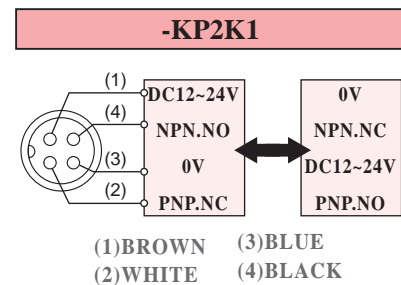 -KP2K1
(1) DC12~24V 0V
(4) NPN.NO NPN.NC
(3) 0V DC12~24V
(2) PNP.NC PNP.NO
(1)BROWN (3)BLUE
(2)WHITE (4)BLACK